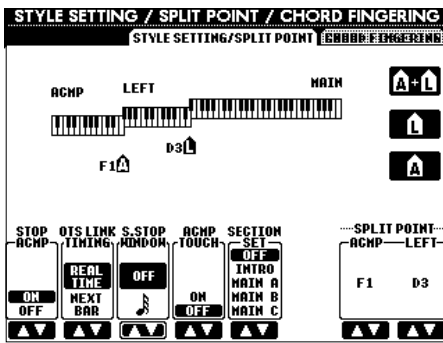 STYLE SETTING / SPLIT POINT / CHORD FINGERING
STYLE SETTING/SPLIT POINT CHORD FINGERING
ACMP LEFT MAIN
A+L
D3 L
L
F1 A
A
STOP ACMP
ON
OFF
OTS LINK TIMING
REAL TIME
NEXT BAR
S.STOP WINDOW
OFF
ACMP TOUCH
ON
OFF
SECTION SET
OFF
INTRO
MAIN A
MAIN B
MAIN C
SPLIT POINT
ACMP LEFT
F1 D3